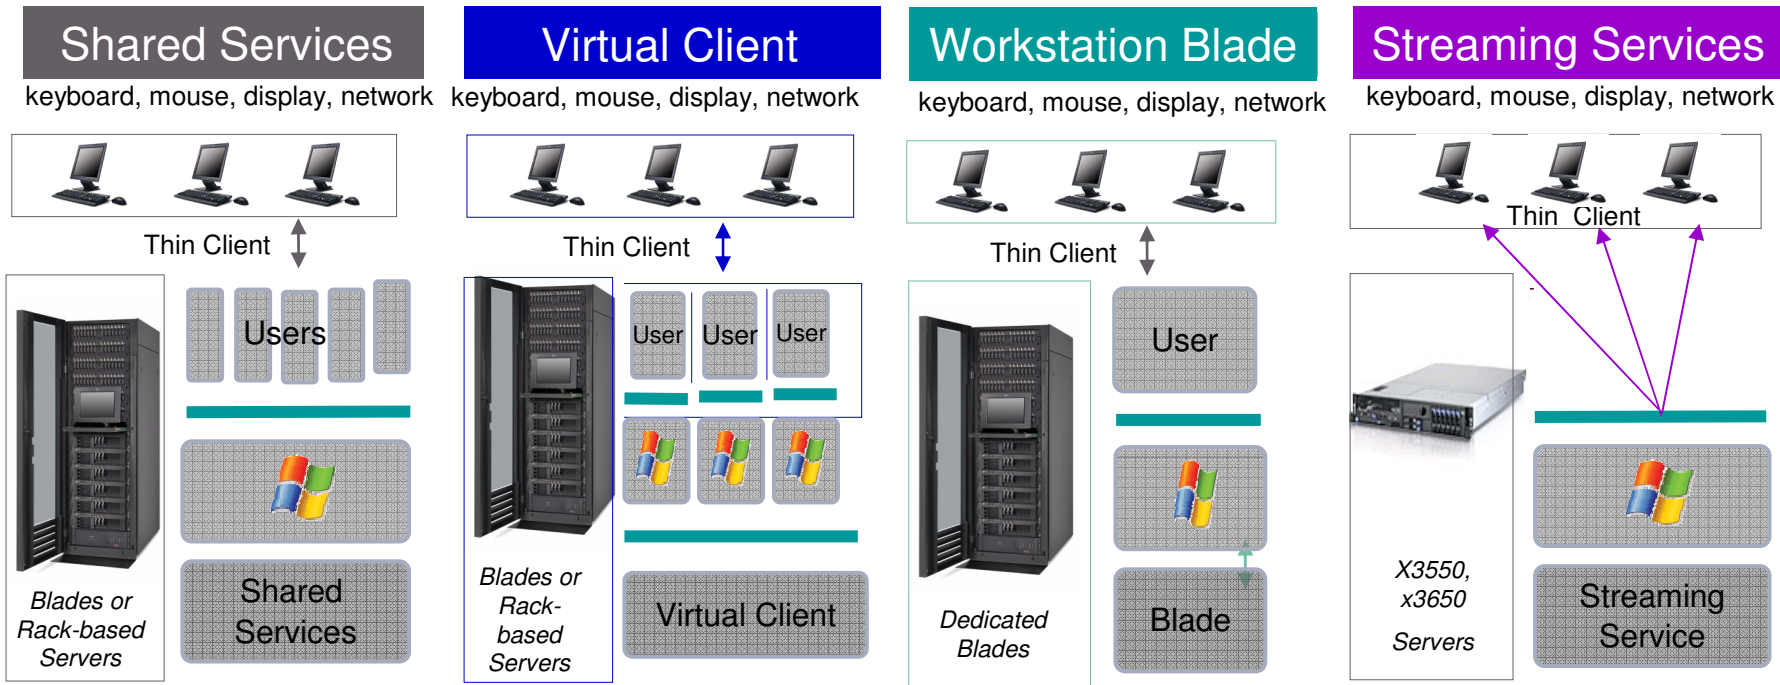 Shared Services
keyboard, mouse, display, network
Thin Client
Users
Shared
Services
Blades or
Rack-based
Servers
Virtual Client
keyboard, mouse, display, network
Thin Client
User
User
User
Virtual Client
Blades or
Rack-
based
Servers
Workstation Blade
keyboard, mouse, display, network
Thin Client
User
Blade
Dedicated
Blades
Streaming Services
keyboard, mouse, display, network
Thin Client
-
X3550,
x3650
Servers
Streaming
Service